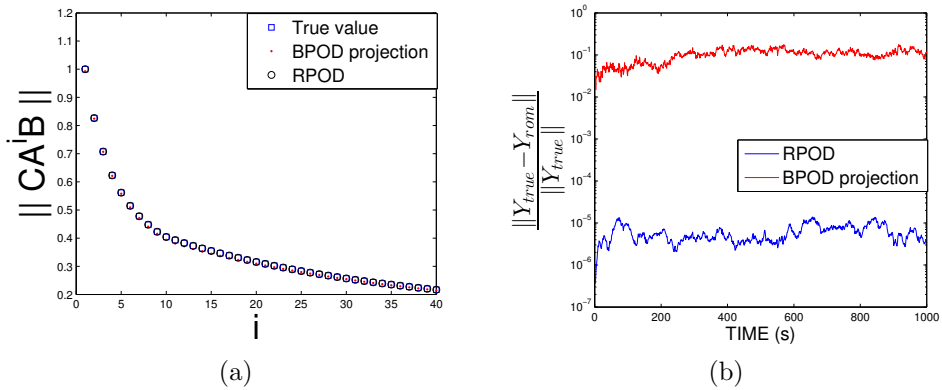 1.2
1.1
1
0.9
0.8
0.7
0.6
0.5
0.4
0.3
0.2
|| CA^iB ||
True value
BPOD projection
RPOD
0 5 10 15 20 25 30 35 40
i
(a)
10^1
10^0
10^-1
10^-2
10^-3
10^-4
10^-5
10^-6
10^-7
||Y_true−Y_rom||
||Y_true||
RPOD
BPOD projection
0 200 400 600 800 1000
TIME (s)
(b)